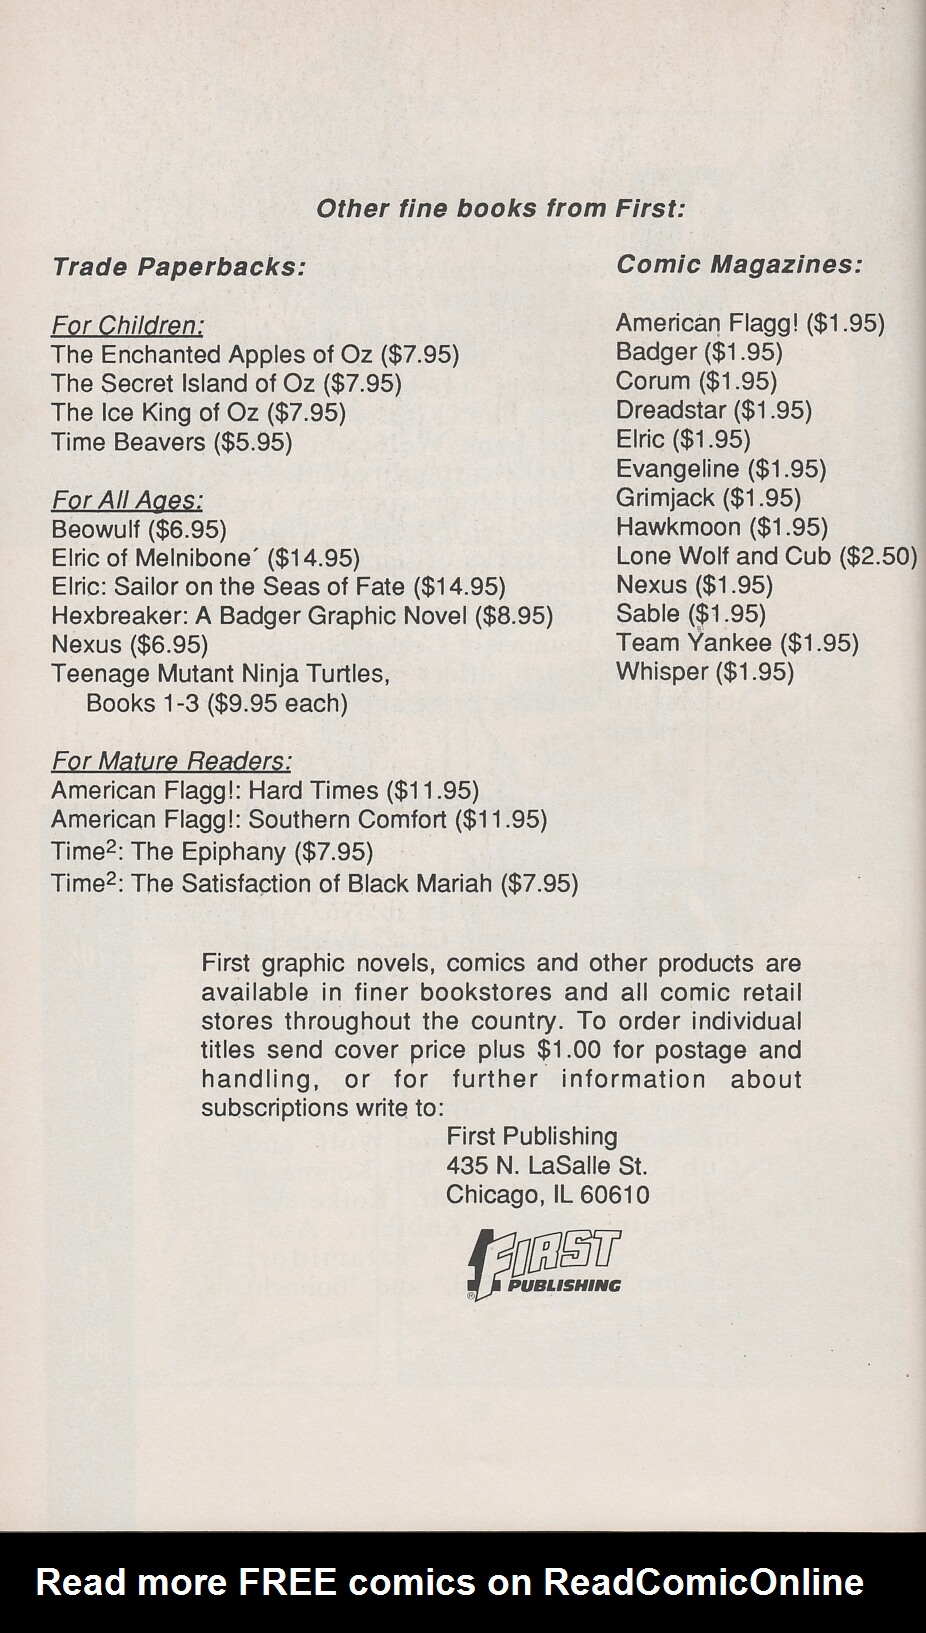 Other fine books from First:
Trade Paperbacks:
For Children:
The Enchanted Apples of Oz ($7.95)
The Secret Island of Oz ($7.95)
The Ice King of Oz ($7.95)
Time Beavers ($5.95)
For All Ages:
Beowulf ($6.95)
Elric of Melnibone´ ($14.95)
Elric: Sailor on the Seas of Fate ($14.95)
Hexbreaker: A Badger Graphic Novel ($8.95)
Nexus ($6.95)
Teenage Mutant Ninja Turtles,
Books 1-3 ($9.95 each)
For Mature Readers:
American Flagg!: Hard Times ($11.95)
American Flagg!: Southern Comfort ($11.95)
Time²: The Epiphany ($7.95)
Time²: The Satisfaction of Black Mariah ($7.95)
Comic Magazines:
American Flagg! ($1.95)
Badger ($1.95)
Corum ($1.95)
Dreadstar ($1.95)
Elric ($1.95)
Evangeline ($1.95)
Grimjack ($1.95)
Hawkmoon ($1.95)
Lone Wolf and Cub ($2.50)
Nexus ($1.95)
Sable ($1.95)
Team Yankee ($1.95)
Whisper ($1.95)
First graphic novels, comics and other products are
available in finer bookstores and all comic retail
stores throughout the country. To order individual
titles send cover price plus $1.00 for postage and
handling, or for further information about
subscriptions write to:
First Publishing
435 N. LaSalle St.
Chicago, IL 60610
FIRST
PUBLISHING
®
Read more FREE comics on ReadComicOnline